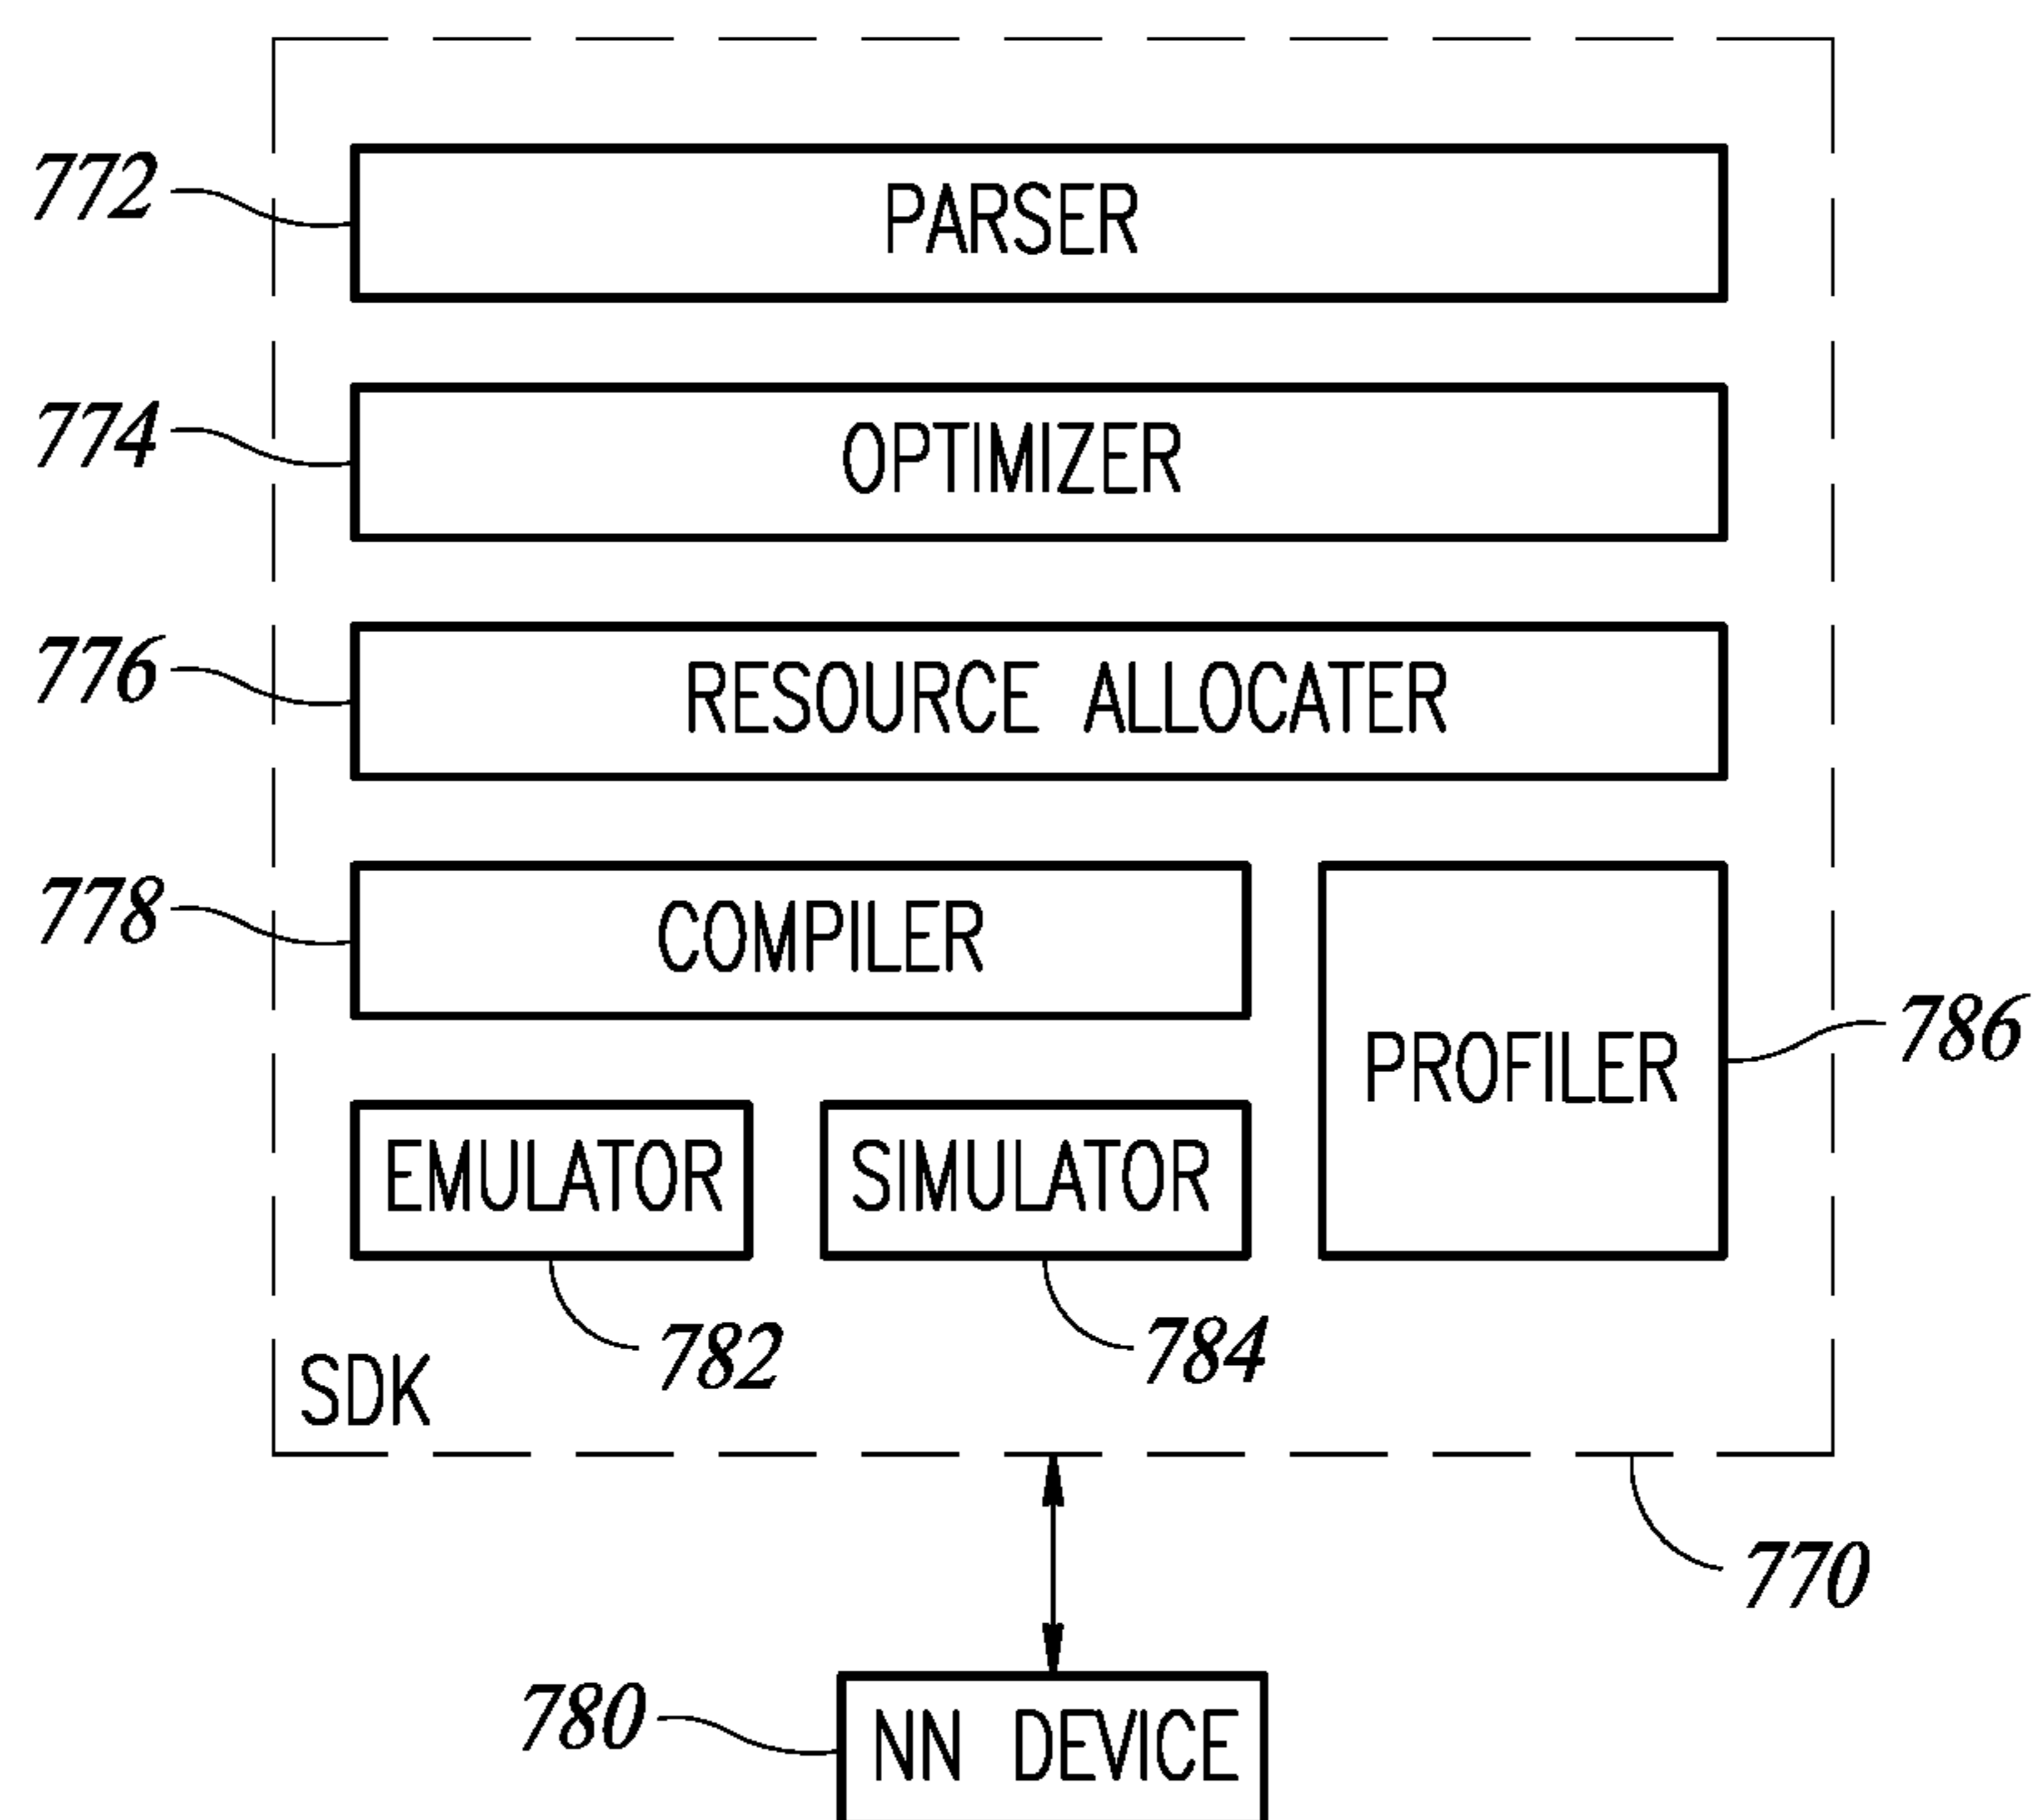 772 PARSER
774 OPTIMIZER
776 RESOURCE ALLOCATER
778 COMPILER
PROFILER 786
EMULATOR SIMULATOR
782 784
SDK
770
780 NN DEVICE